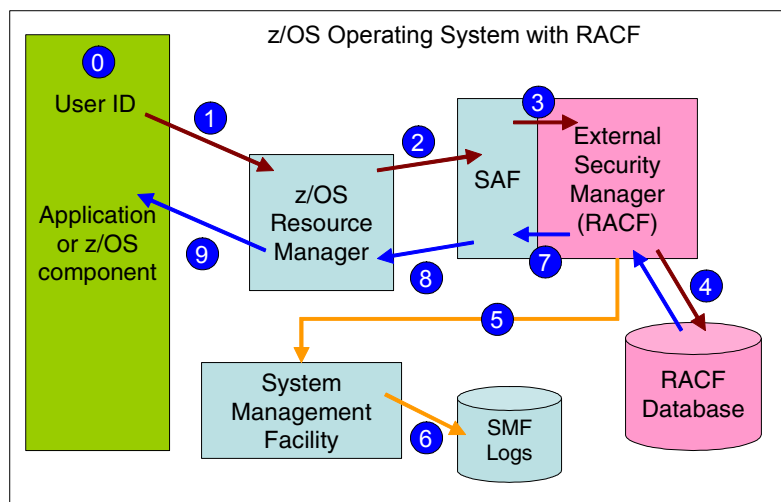 z/OS Operating System with RACF
0
User ID
1
2
3
External
Security
Manager
(RACF)
SAF
z/OS
Resource
Manager
Application
or z/OS
component
9
8
7
4
5
RACF
Database
System
Management
Facility
6
SMF
Logs